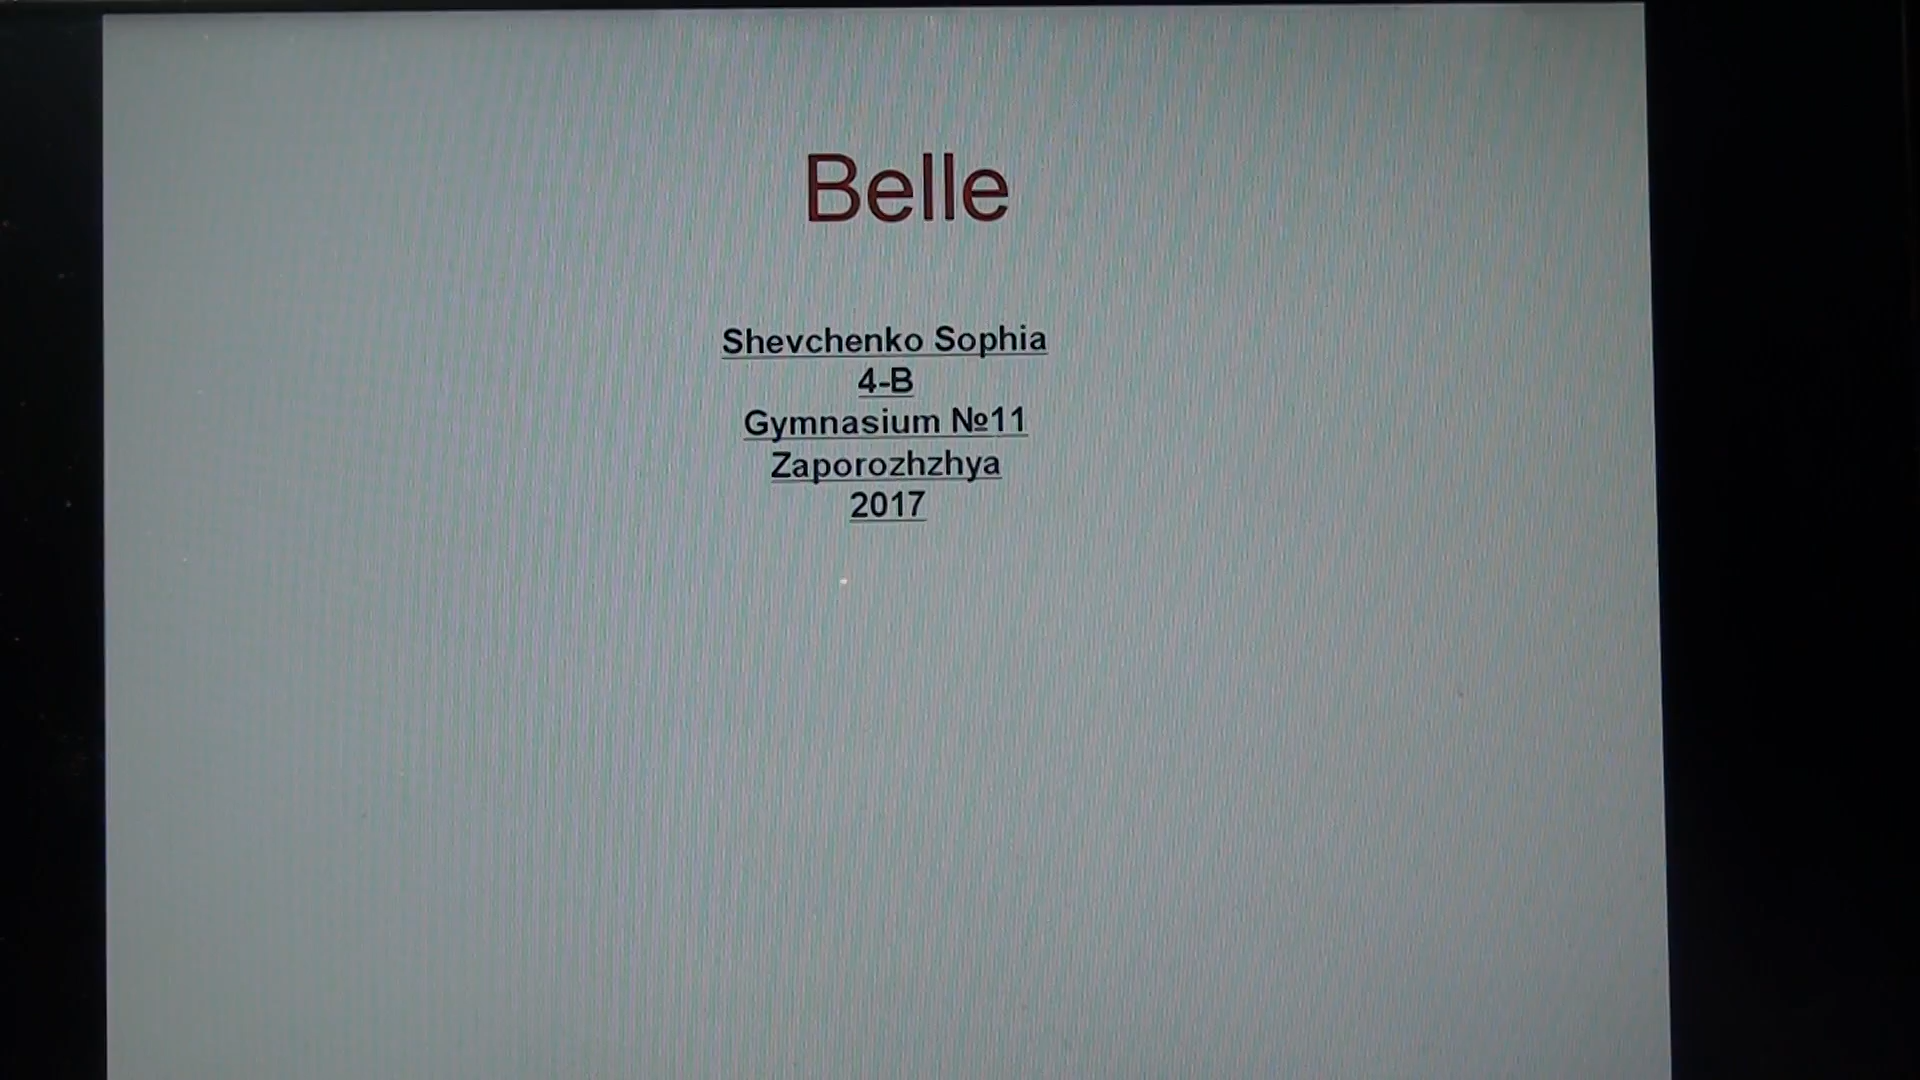 Belle
Shevchenko Sophia
4-B
Gymnasium №11
Zaporozhzhya
2017